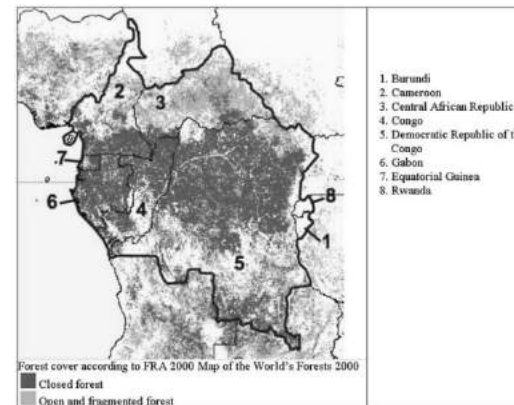 2
3
7
6
4
8
1
5
1. Burundi
2. Cameroon
3. Central African Republic
4. Congo
5. Democratic Republic of
Congo
6. Gabon
7. Equatorial Guinea
8. Rwanda
Forest cover according to FRA 2000 Map of the World's Forests 2000
Closed forest
Open and fragmented forest